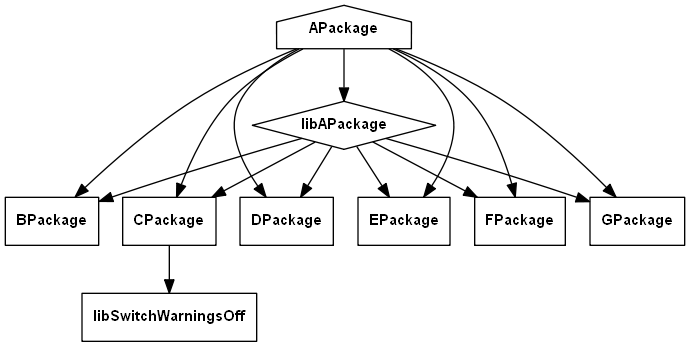 APackage
libAPackage
BPackage
CPackage
DPackage
EPackage
FPackage
GPackage
libSwitchWarningsOff